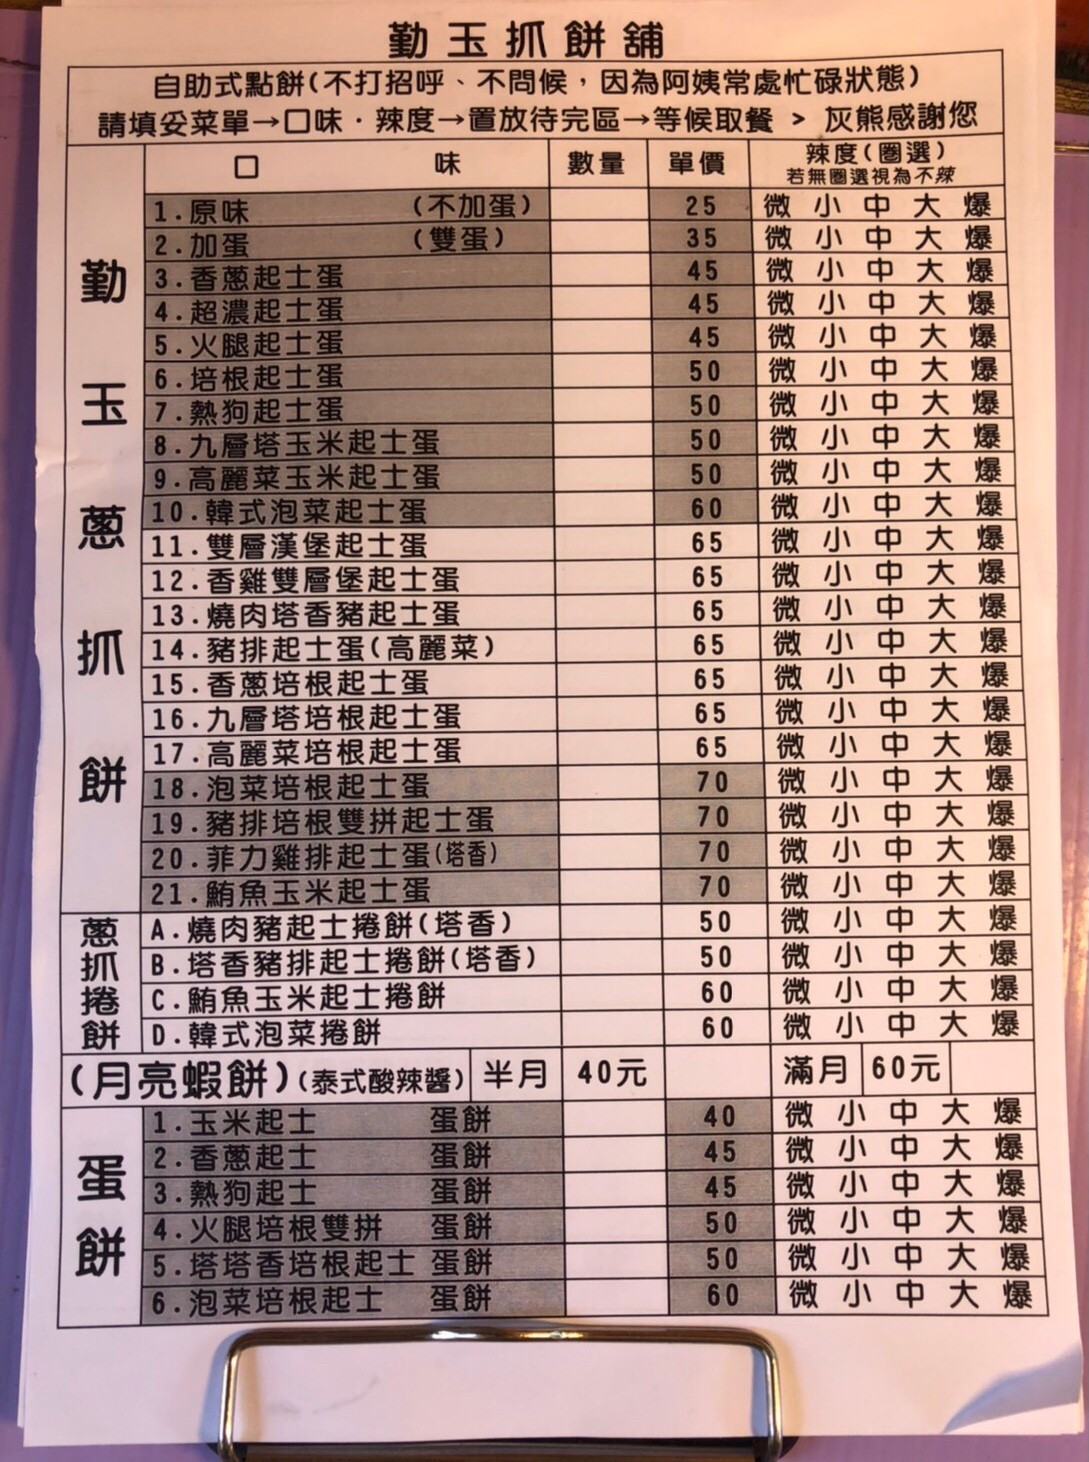 勤玉抓餅舖
自助式點餅(不打招呼、不問候,因為阿姨常處忙碌狀態)
請填妥菜單→口味·辣度→置放待完區→等候取餐 > 灰熊感謝您
口 味 數量 單價 辣度(圈選)
若無圈選視為不辣
勤玉蔥抓餅
1.原味 (不加蛋) 25 微 小 中 大 爆
2.加蛋 (雙蛋) 35 微 小 中 大 爆
3.香蔥起士蛋 45 微 小 中 大 爆
4.超濃起士蛋 45 微 小 中 大 爆
5.火腿起士蛋 45 微 小 中 大 爆
6.培根起士蛋 50 微 小 中 大 爆
7.熱狗起士蛋 50 微 小 中 大 爆
8.九層塔玉米起士蛋 50 微 小 中 大 爆
9.高麗菜玉米起士蛋 50 微 小 中 大 爆
10.韓式泡菜起士蛋 60 微 小 中 大 爆
11.雙層漢堡起士蛋 65 微 小 中 大 爆
12.香雞雙層堡起士蛋 65 微 小 中 大 爆
13.燒肉塔香豬起士蛋 65 微 小 中 大 爆
14.豬排起士蛋(高麗菜) 65 微 小 中 大 爆
15.香蔥培根起士蛋 65 微 小 中 大 爆
16.九層塔培根起士蛋 65 微 小 中 大 爆
17.高麗菜培根起士蛋 65 微 小 中 大 爆
18.泡菜培根起士蛋 70 微 小 中 大 爆
19.豬排培根雙拼起士蛋 70 微 小 中 大 爆
20.菲力雞排起士蛋(塔香) 70 微 小 中 大 爆
21.鮪魚玉米起士蛋 70 微 小 中 大 爆
蔥抓捲餅
A.燒肉豬起士捲餅(塔香) 50 微 小 中 大 爆
B.塔香豬排起士捲餅(塔香) 50 微 小 中 大 爆
C.鮪魚玉米起士捲餅 60 微 小 中 大 爆
D.韓式泡菜捲餅 60 微 小 中 大 爆
(月亮蝦餅)(泰式酸辣醬) 半月 40元 滿月 60元
蛋餅
1.玉米起士 蛋餅 40 微 小 中 大 爆
2.香蔥起士 蛋餅 45 微 小 中 大 爆
3.熱狗起士 蛋餅 45 微 小 中 大 爆
4.火腿培根雙拼 蛋餅 50 微 小 中 大 爆
5.塔塔香培根起士 蛋餅 50 微 小 中 大 爆
6.泡菜培根起士 蛋餅 60 微 小 中 大 爆